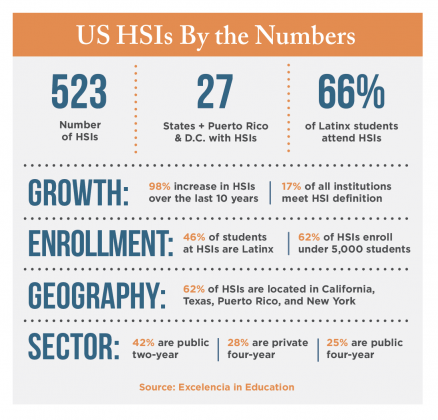 US HSIs By the Numbers
523
Number
of HSIs
27
States + Puerto Rico
& D.C. with HSIs
66%
of Latinx students
attend HSIs
GROWTH:
98% increase in HSIs
over the last 10 years
17% of all institutions
meet HSI definition
ENROLLMENT:
46% of students
at HSIs are Latinx
62% of HSIs enroll
under 5,000 students
GEOGRAPHY:
62% of HSIs are located in California,
Texas, Puerto Rico, and New York
SECTOR:
42% are public
two-year
28% are private
four-year
25% are public
four-year
Source: Excelencia in Education